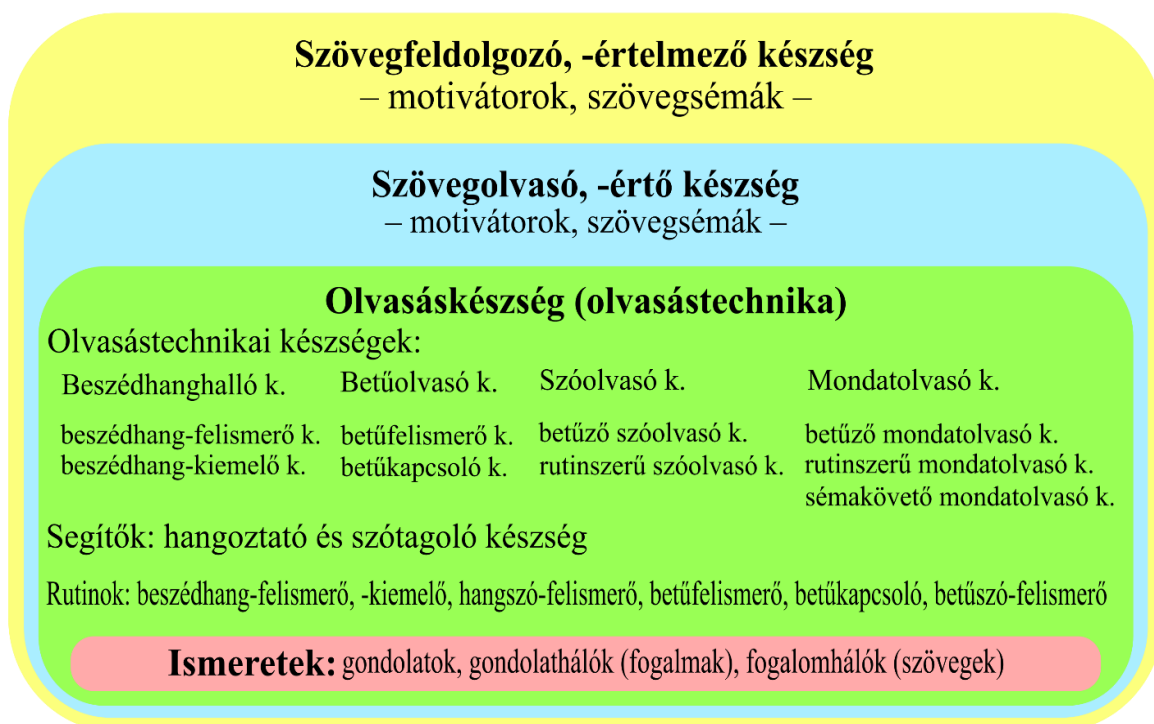 Szövegfeldolgozó, -értelmező készség
– motivátorok, szövegsémák –
Szövegolvasó, -értő készség
– motivátorok, szövegsémák –
Olvasáskészség (olvasástechnika)
Olvasástechnikai készségek:
Beszédhanghalló k.
beszédhang-felismerő k.
beszédhang-kiemelő k.
Betűolvasó k.
betűfelismerő k.
betűkapcsoló k.
Szóolvasó k.
betűző szóolvasó k.
rutinszerű szóolvasó k.
Mondatolvasó k.
betűző mondatolvasó k.
rutinszerű mondatolvasó k.
sémakövető mondatolvasó k.
Segítők: hangoztató és szótagoló készség
Rutinok: beszédhang-felismerő, -kiemelő, hangszó-felismerő, betűfelismerő, betűkapcsoló, betűszó-felismerő
Ismeretek: gondolatok, gondolathálók (fogalmak), fogalomhálók (szövegek)